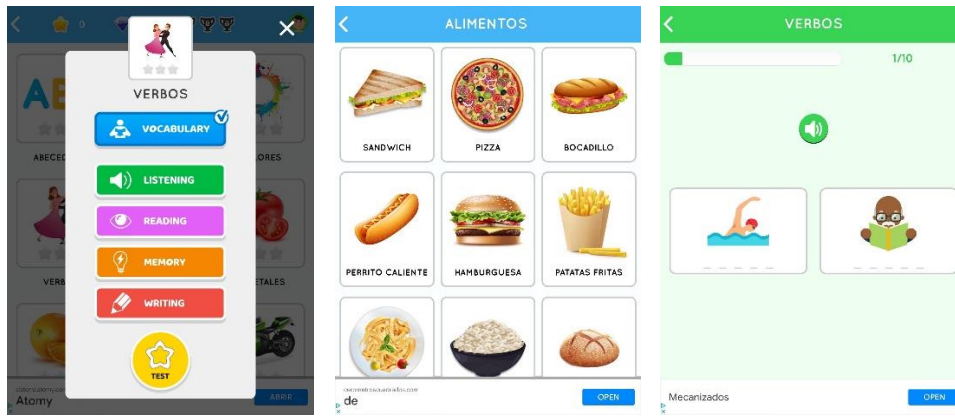 0
VERBOS
VOCABULARY
LISTENING
READING
MEMORY
WRITING
TEST
ABECED
ORES
VERB
ETALES
Atomy
ABRIR
ALIMENTOS
SANDWICH
PIZZA
BOCADILLO
PERRITO CALIENTE
HAMBURGUESA
PATATAS FRITAS
de
OPEN
VERBOS
1/10
Mecanizados
OPEN